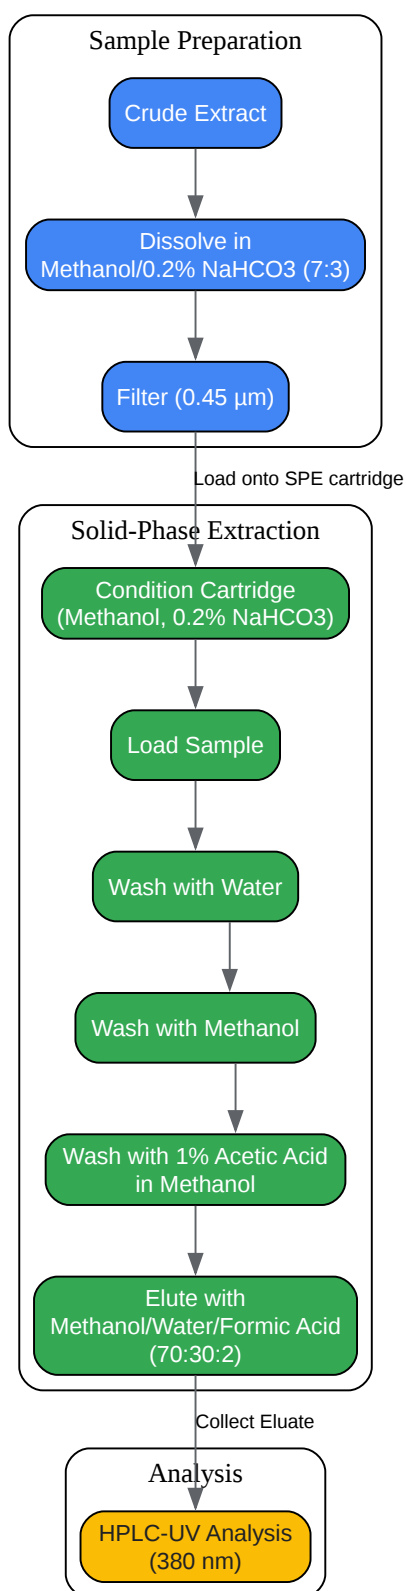 Sample Preparation
Crude Extract
Dissolve in
Methanol/0.2% NaHCO3 (7:3)
Filter (0.45 µm)
Load onto SPE cartridge
Solid-Phase Extraction
Condition Cartridge
(Methanol, 0.2% NaHCO3)
Load Sample
Wash with Water
Wash with Methanol
Wash with 1% Acetic Acid
in Methanol
Elute with
Methanol/Water/Formic Acid
(70:30:2)
Collect Eluate
Analysis
HPLC-UV Analysis
(380 nm)